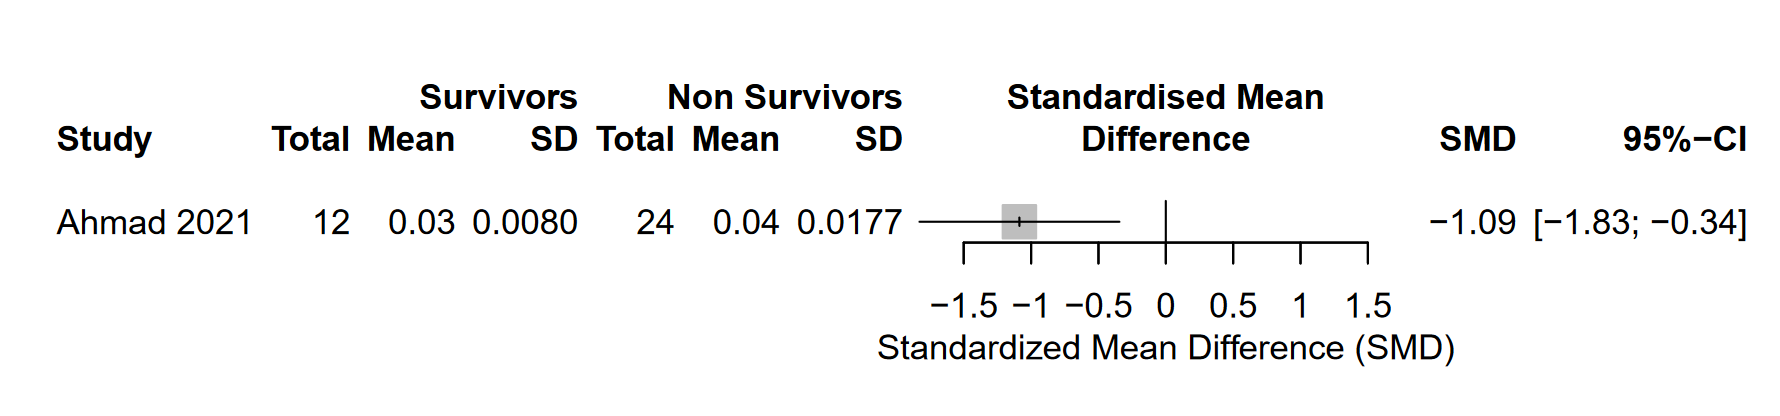 Survivors Non Survivors Standardised Mean
Study Total Mean SD Total Mean SD Difference SMD 95%−CI
Ahmad 2021 12 0.03 0.0080 24 0.04 0.0177 −1.09 [−1.83; −0.34]
−1.5 −1 −0.5 0 0.5 1 1.5
Standardized Mean Difference (SMD)